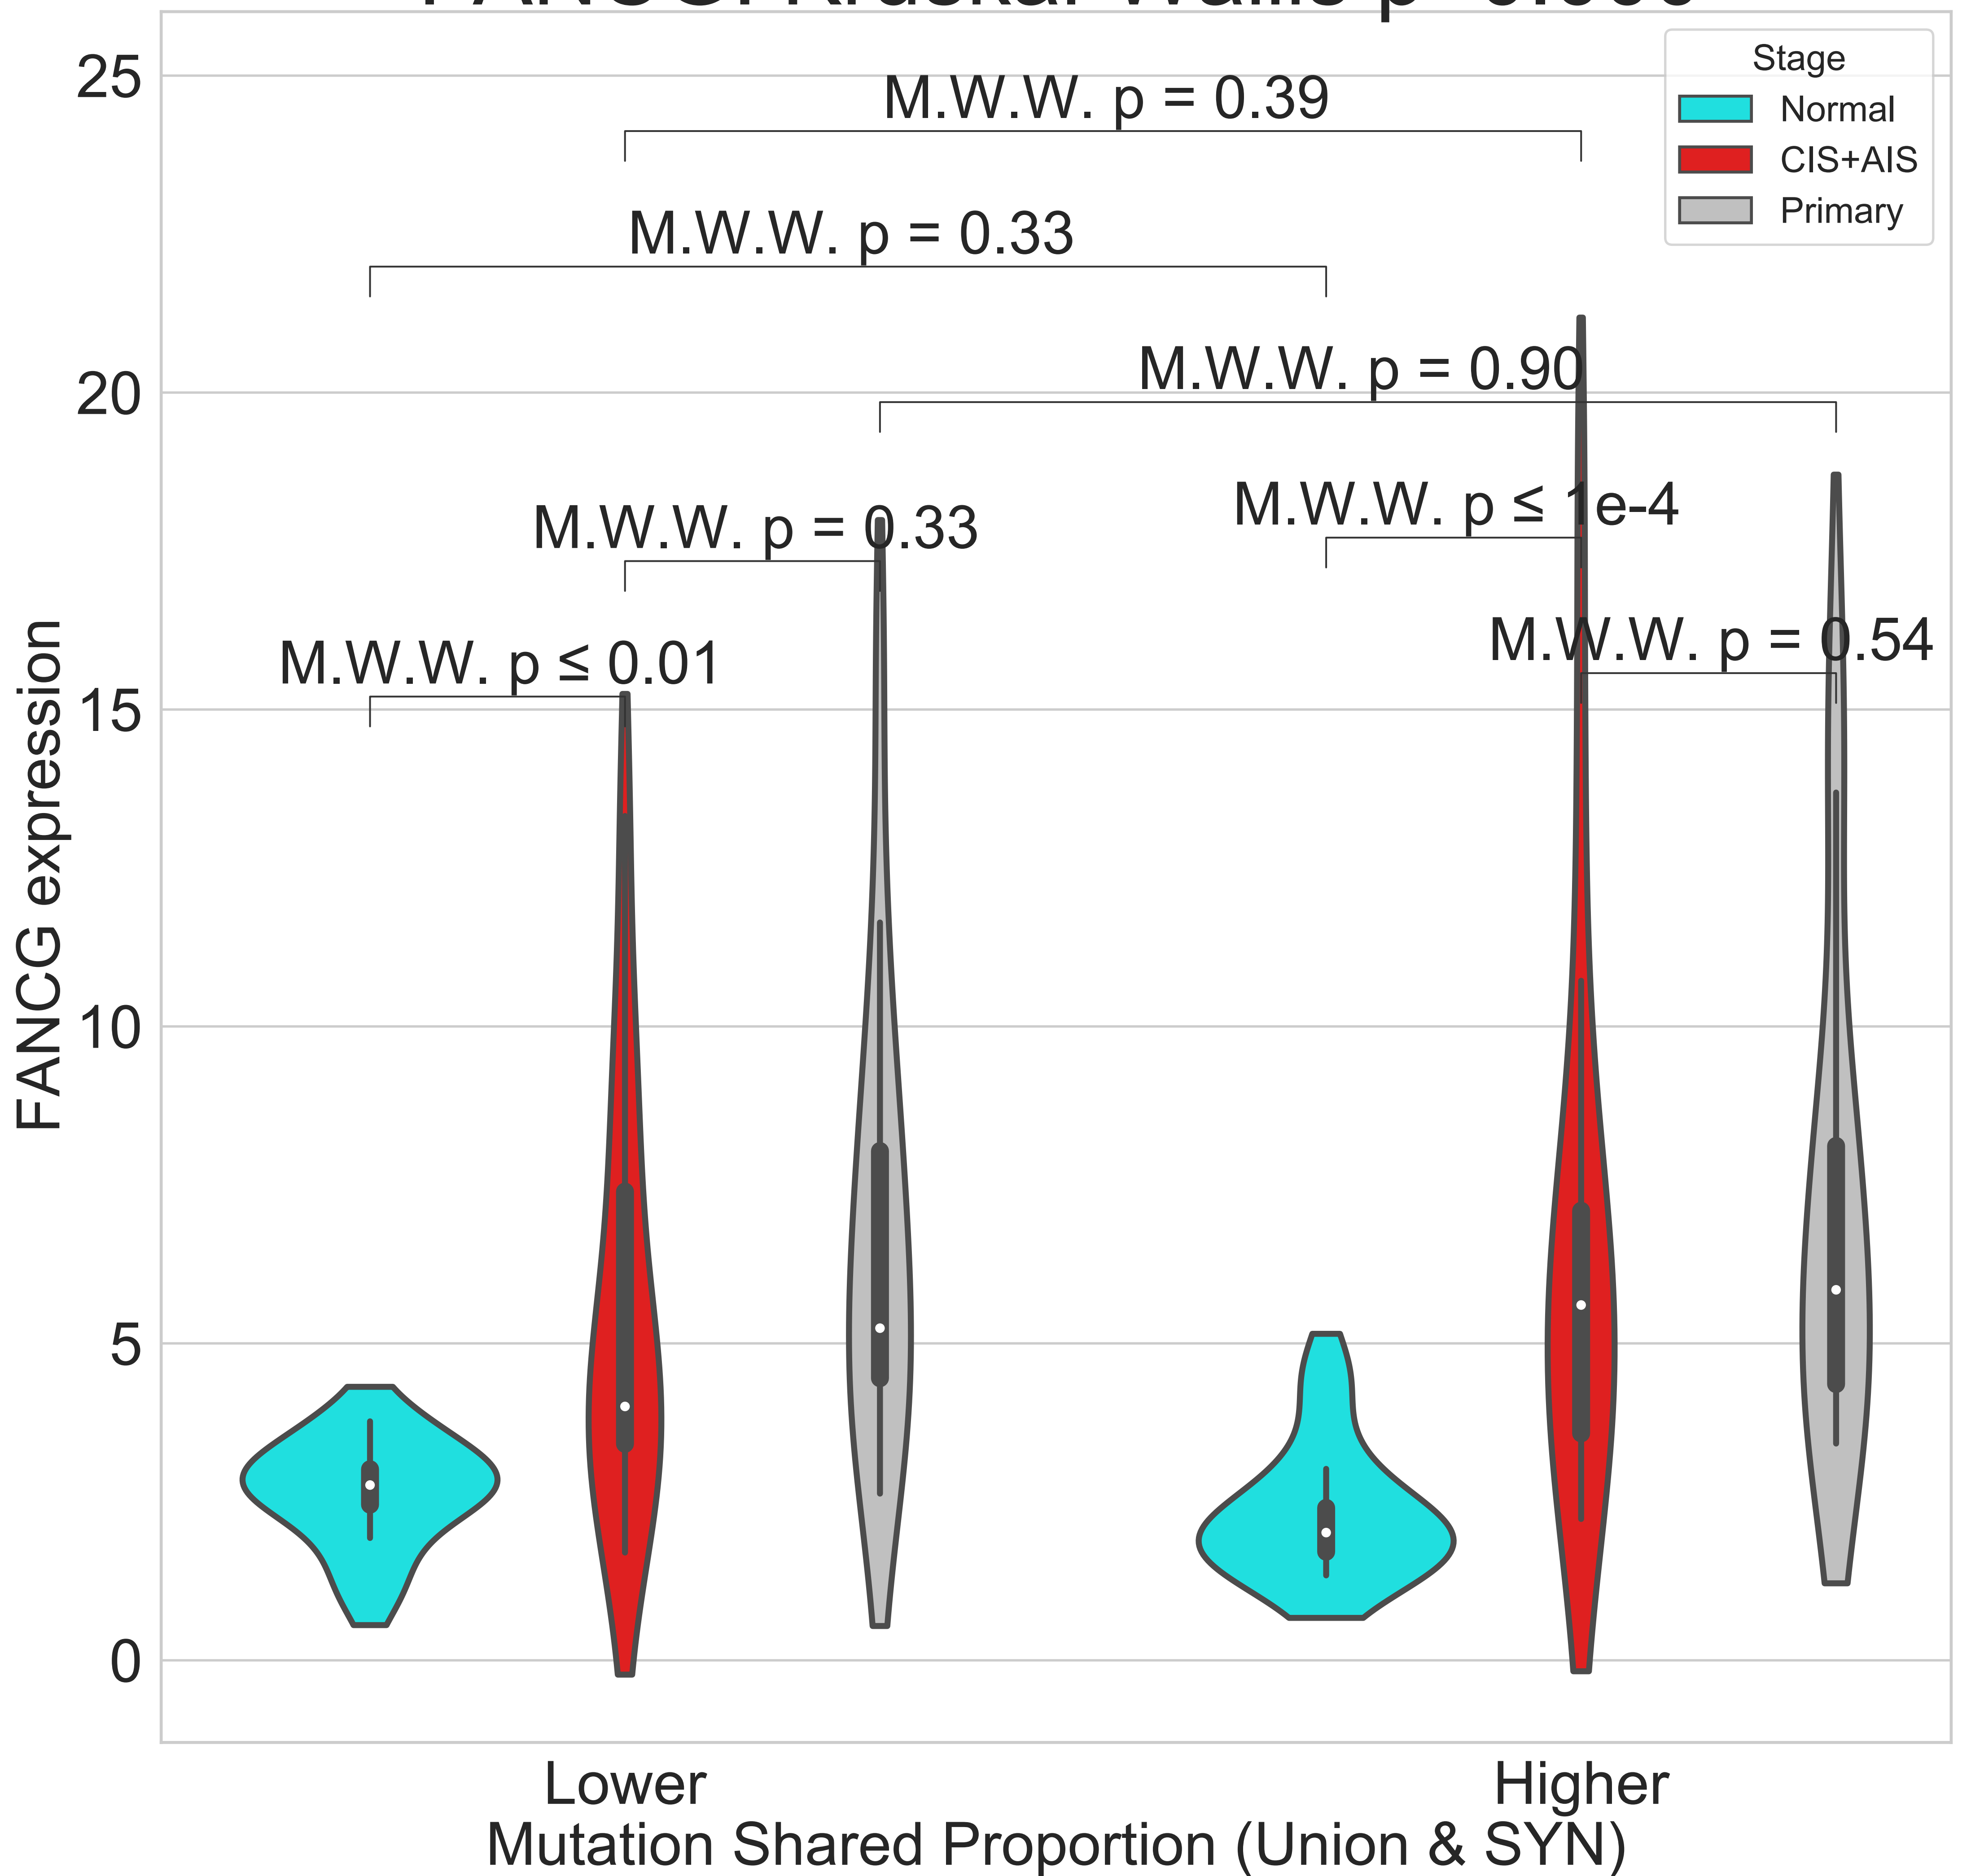 25
M.W.W. p = 0.39
Stage
Normal
CIS+AIS
Primary
M.W.W. p = 0.33
20
M.W.W. p = 0.90
M.W.W. p = 0.33
M.W.W. p ≤ 1e-4
M.W.W. p ≤ 0.01
M.W.W. p = 0.54
15
FANCG expression
10
5
0
Lower
Higher
Mutation Shared Proportion (Union & SYN)